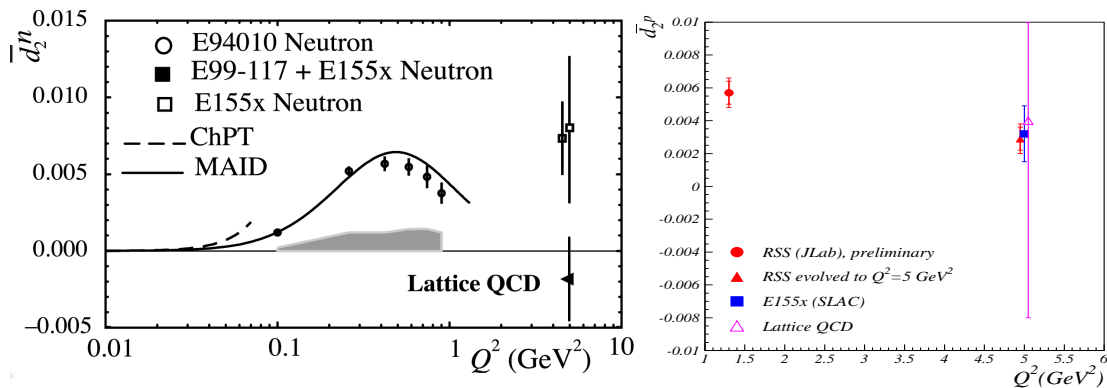 0.015
0.010
0.005
0.000
−0.005
d̅₂ⁿ
E94010 Neutron
E99-117 + E155x Neutron
E155x Neutron
ChPT
MAID
Lattice QCD
0.01 0.1 1 10
Q² (GeV²)
d̅₂ᵖ
0.01
0.008
0.006
0.004
0.002
0
-0.002
-0.004
-0.006
-0.008
-0.01
RSS (JLab), preliminary
RSS evolved to Q²=5 GeV²
E155x (SLAC)
Lattice QCD
1 1.5 2 2.5 3 3.5 4 4.5 5 5.5 6
Q²(GeV²)